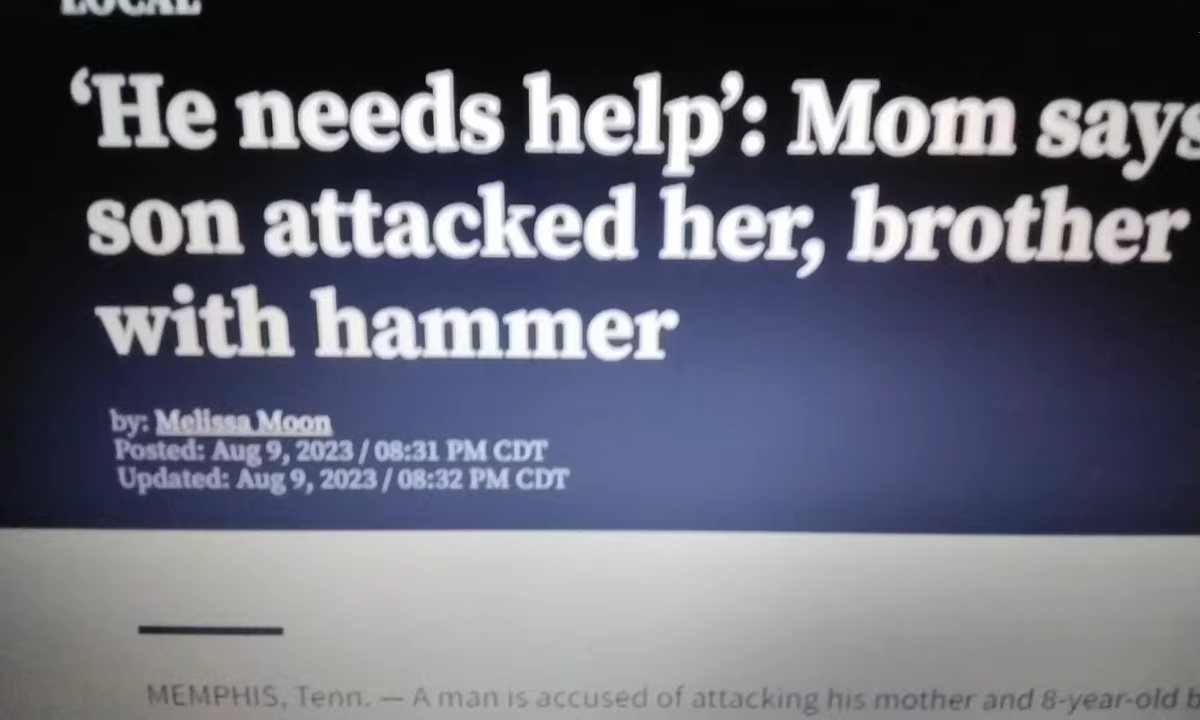 LOCAL
‘He needs help’: Mom says
son attacked her, brother
with hammer
by: Melissa Moon
Posted: Aug 9, 2023 / 08:31 PM CDT
Updated: Aug 9, 2023 / 08:32 PM CDT
MEMPHIS, Tenn. — A man is accused of attacking his mother and 8-year-old